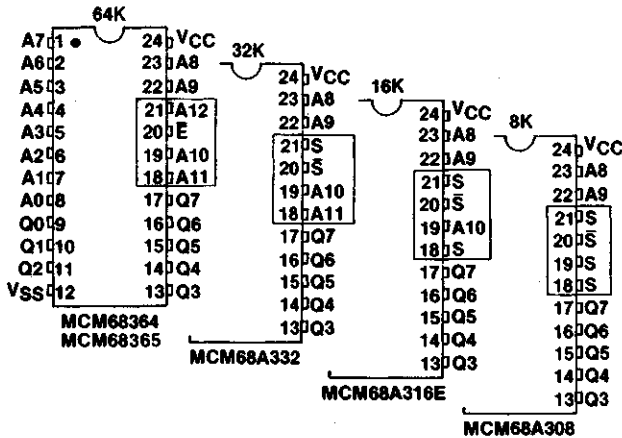 64K
A7 1 24 VCC
A6 2 23 A8
A5 3 22 A9
A4 4 21 A12
A3 5 20 E̅
A2 6 19 A10
A1 7 18 A11
A0 8 17 Q7
Q0 9 16 Q6
Q1 10 15 Q5
Q2 11 14 Q4
VSS 12 13 Q3
MCM68364
MCM68365
32K
24 VCC
23 A8
22 A9
21 S
20 S̅
19 A10
18 A11
17 Q7
16 Q6
15 Q5
14 Q4
13 Q3
MCM68A332
16K
24 VCC
23 A8
22 A9
21 S
20 S̅
19 A10
18 S
17 Q7
16 Q6
15 Q5
14 Q4
13 Q3
MCM68A316E
8K
24 VCC
23 A8
22 A9
21 S
20 S̅
19 S
18 S
17 Q7
16 Q6
15 Q5
14 Q4
13 Q3
MCM68A308